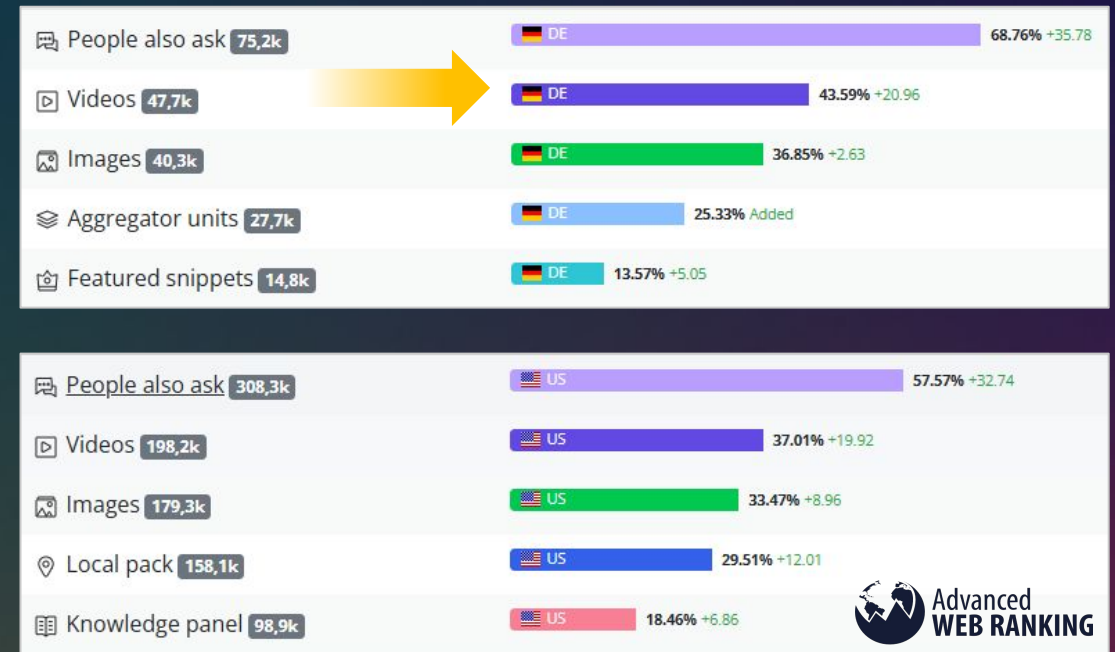 People also ask 75,2k DE 68.76% +35.78
Videos 47,7k DE 43.59% +20.96
Images 40,3k DE 36.85% +2.63
Aggregator units 27,7k DE 25.33% Added
Featured snippets 14,8k DE 13.57% +5.05
People also ask 308,3k US 57.57% +32.74
Videos 198,2k US 37.01% +19.92
Images 179,3k US 33.47% +8.96
Local pack 158,1k US 29.51% +12.01
Knowledge panel 98,9k US 18.46% +6.86
Advanced
WEB RANKING